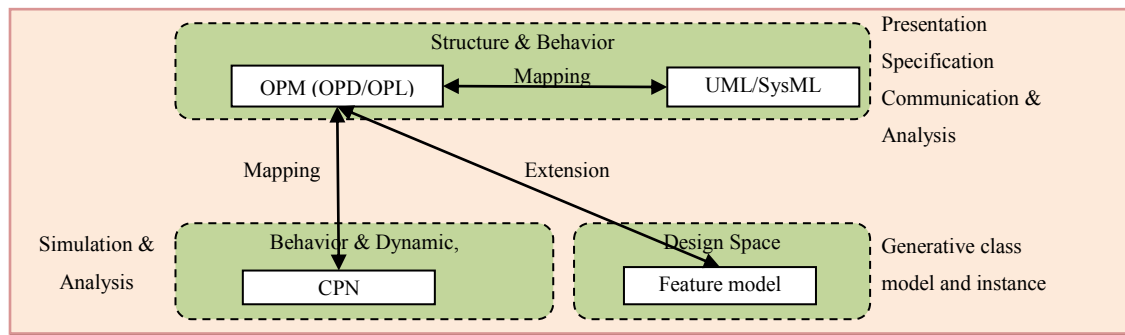 Structure & Behavior
OPM (OPD/OPL)
Mapping
UML/SysML
Presentation
Specification
Communication &
Analysis
Mapping
Extension
Simulation &
Analysis
Behavior & Dynamic,
CPN
Design Space
Feature model
Generative class
model and instance